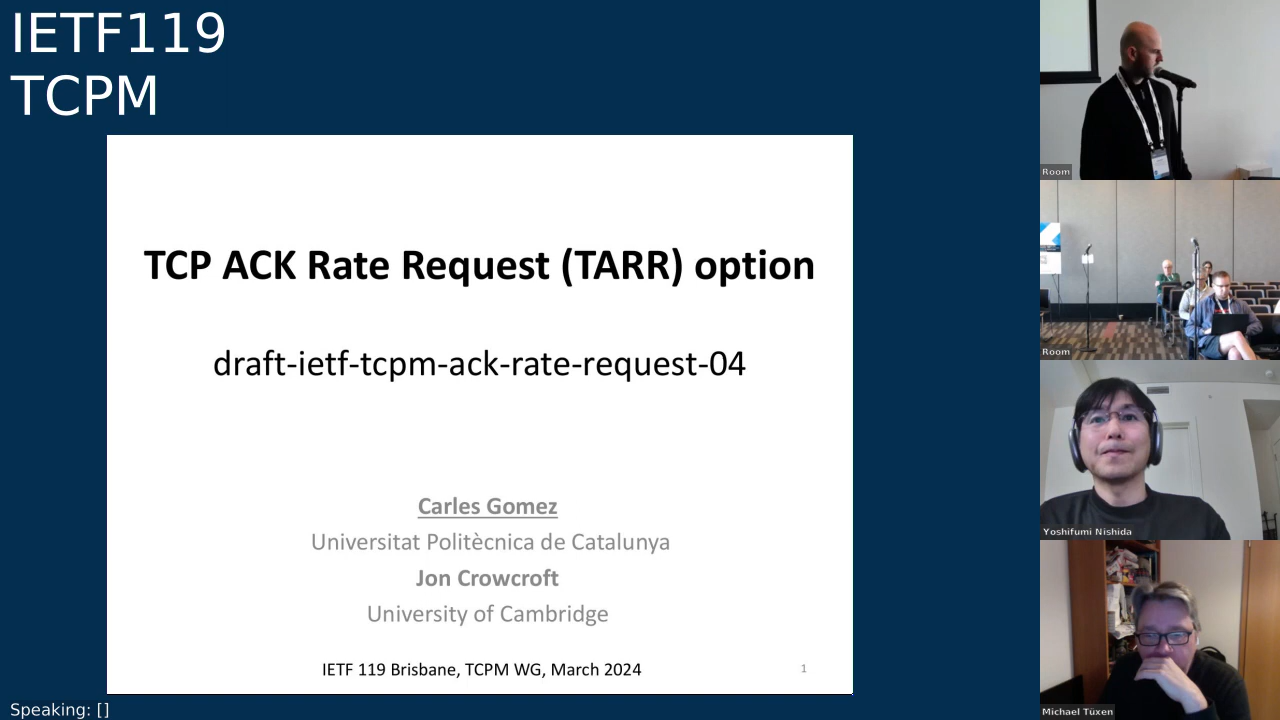 IETF119
TCPM
TCP ACK Rate Request (TARR) option
draft-ietf-tcpm-ack-rate-request-04
Carles Gomez
Universitat Politècnica de Catalunya
Jon Crowcroft
University of Cambridge
IETF 119 Brisbane, TCPM WG, March 2024
1
Speaking: []
Room
Room
Yoshifumi Nishida
Michael Tüxen